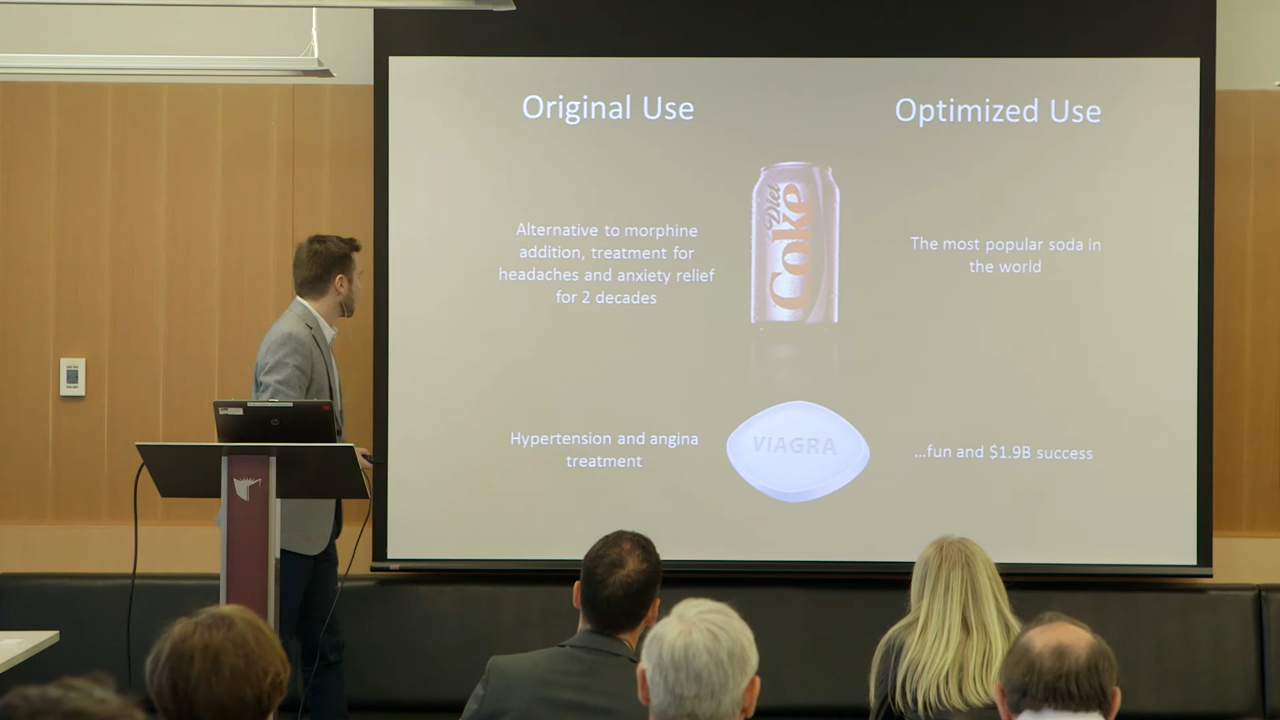 Original Use
Optimized Use
Alternative to morphine
addition, treatment for
headaches and anxiety relief
for 2 decades
Diet
Coke
The most popular soda in
the world
Hypertension and angina
treatment
VIAGRA
...fun and $1.9B success
hp